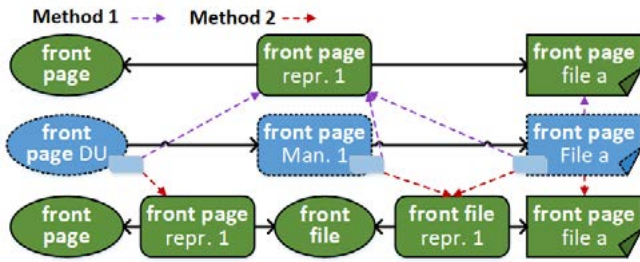 Method 1 Method 2
front page
front page repr. 1
front page file a
front page DU
front page Man. 1
front page File a
front page
front page repr. 1
front file
front file repr. 1
front page file a